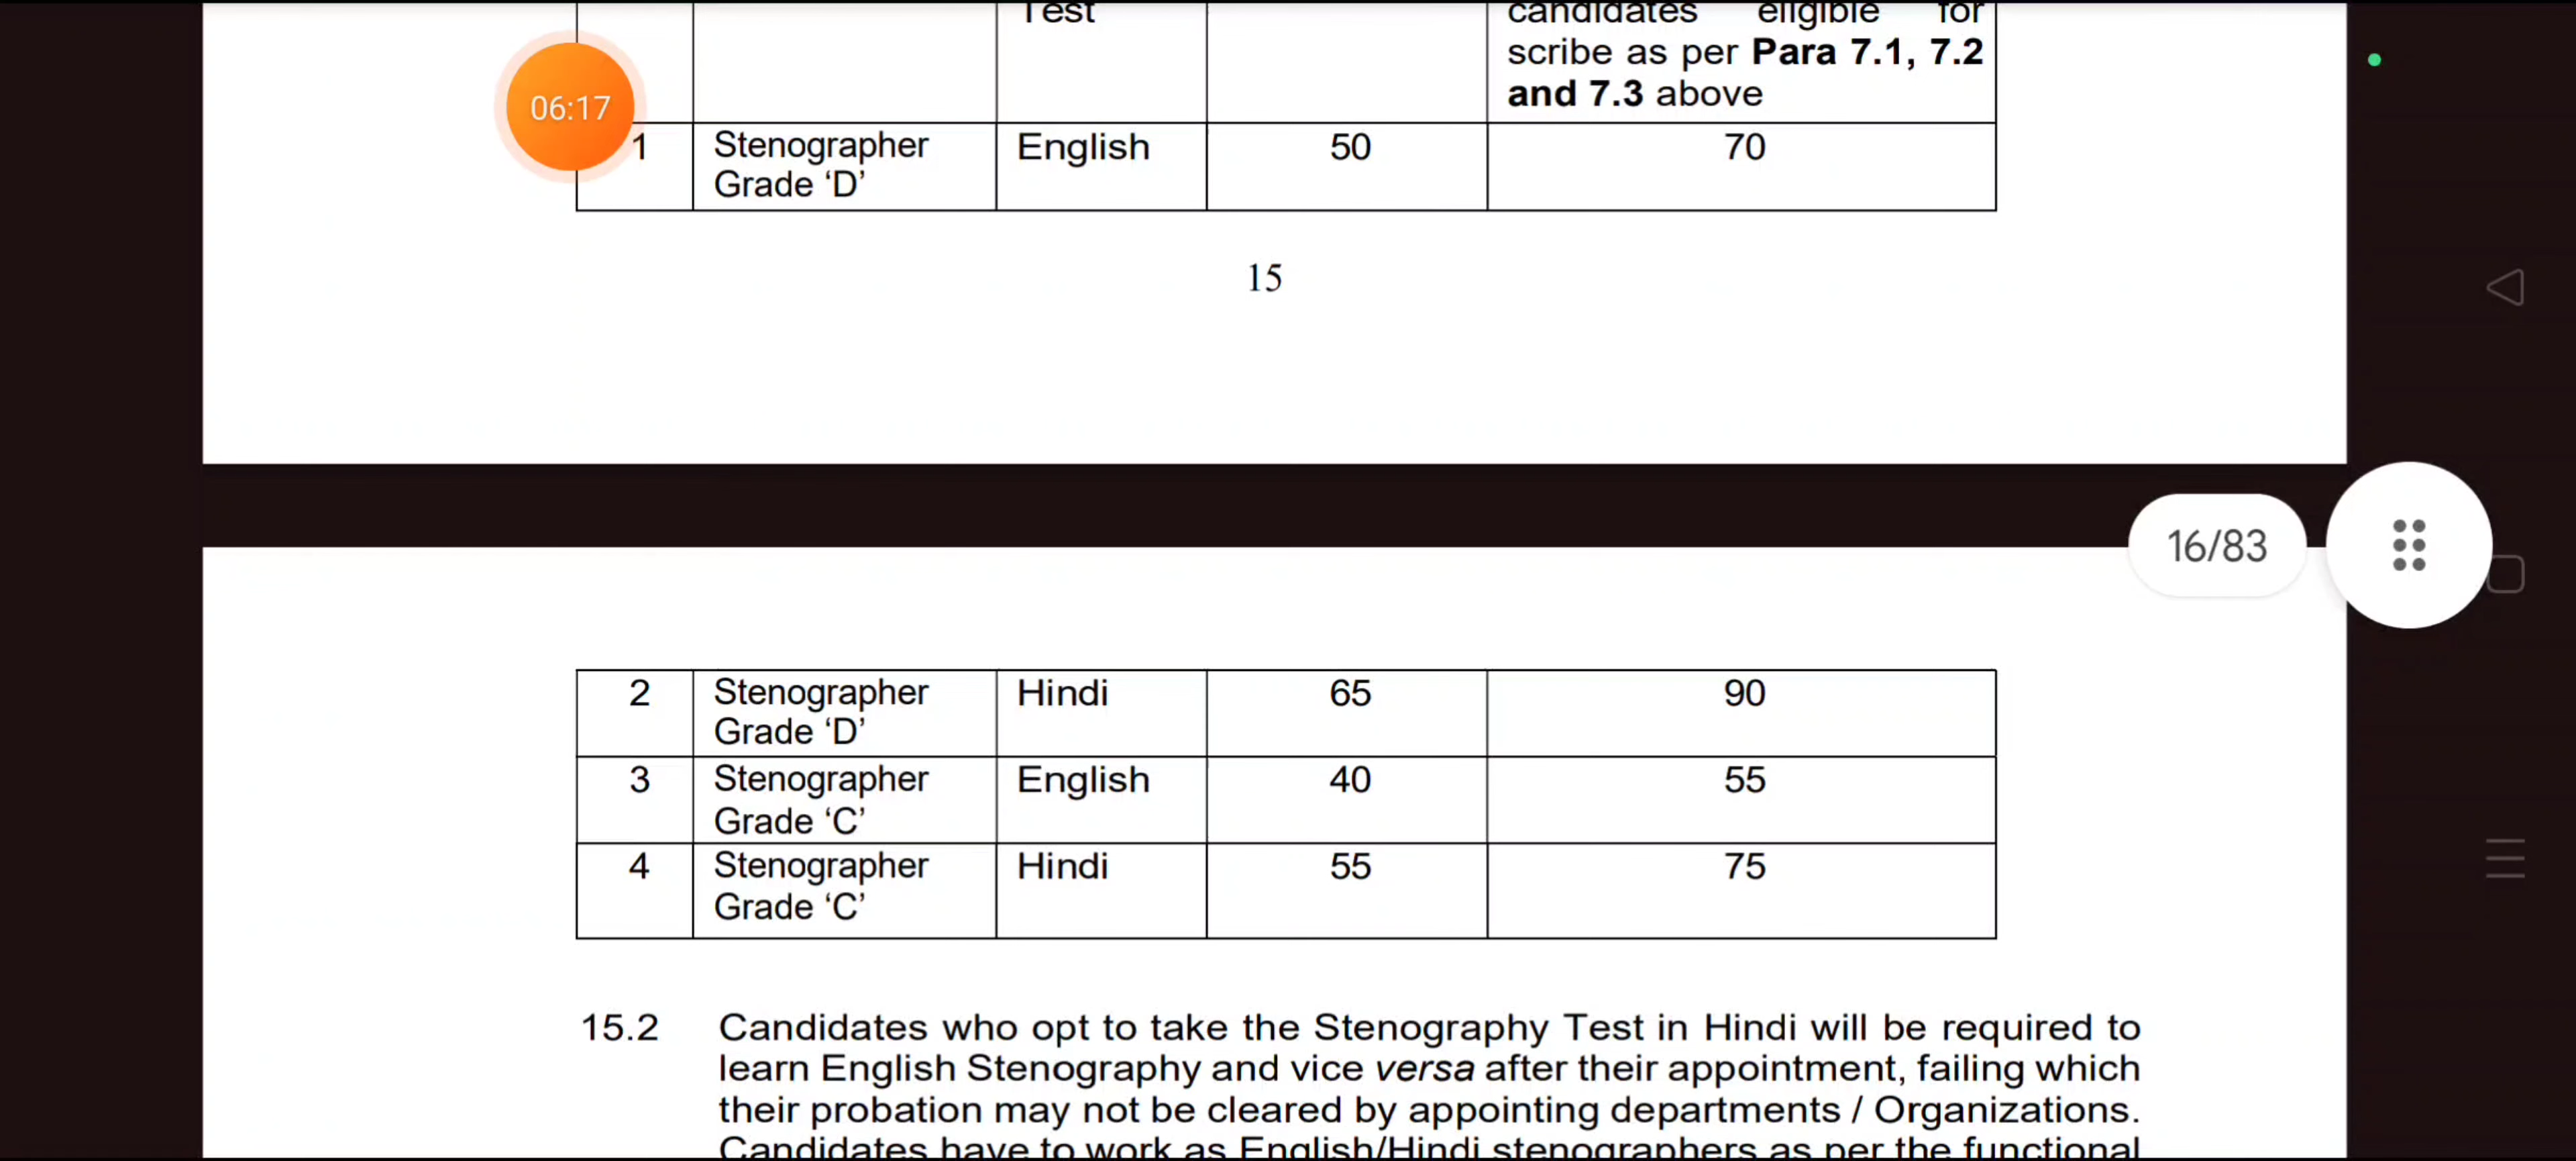 Test candidates eligible for
scribe as per Para 7.1, 7.2
and 7.3 above
06:17
1 Stenographer English 50 70
Grade ‘D’
15
16/83
2 Stenographer Hindi 65 90
Grade ‘D’
3 Stenographer English 40 55
Grade ‘C’
4 Stenographer Hindi 55 75
Grade ‘C’
15.2 Candidates who opt to take the Stenography Test in Hindi will be required to
learn English Stenography and vice versa after their appointment, failing which
their probation may not be cleared by appointing departments / Organizations.
Candidates have to work as English/Hindi stenographers as per the functional